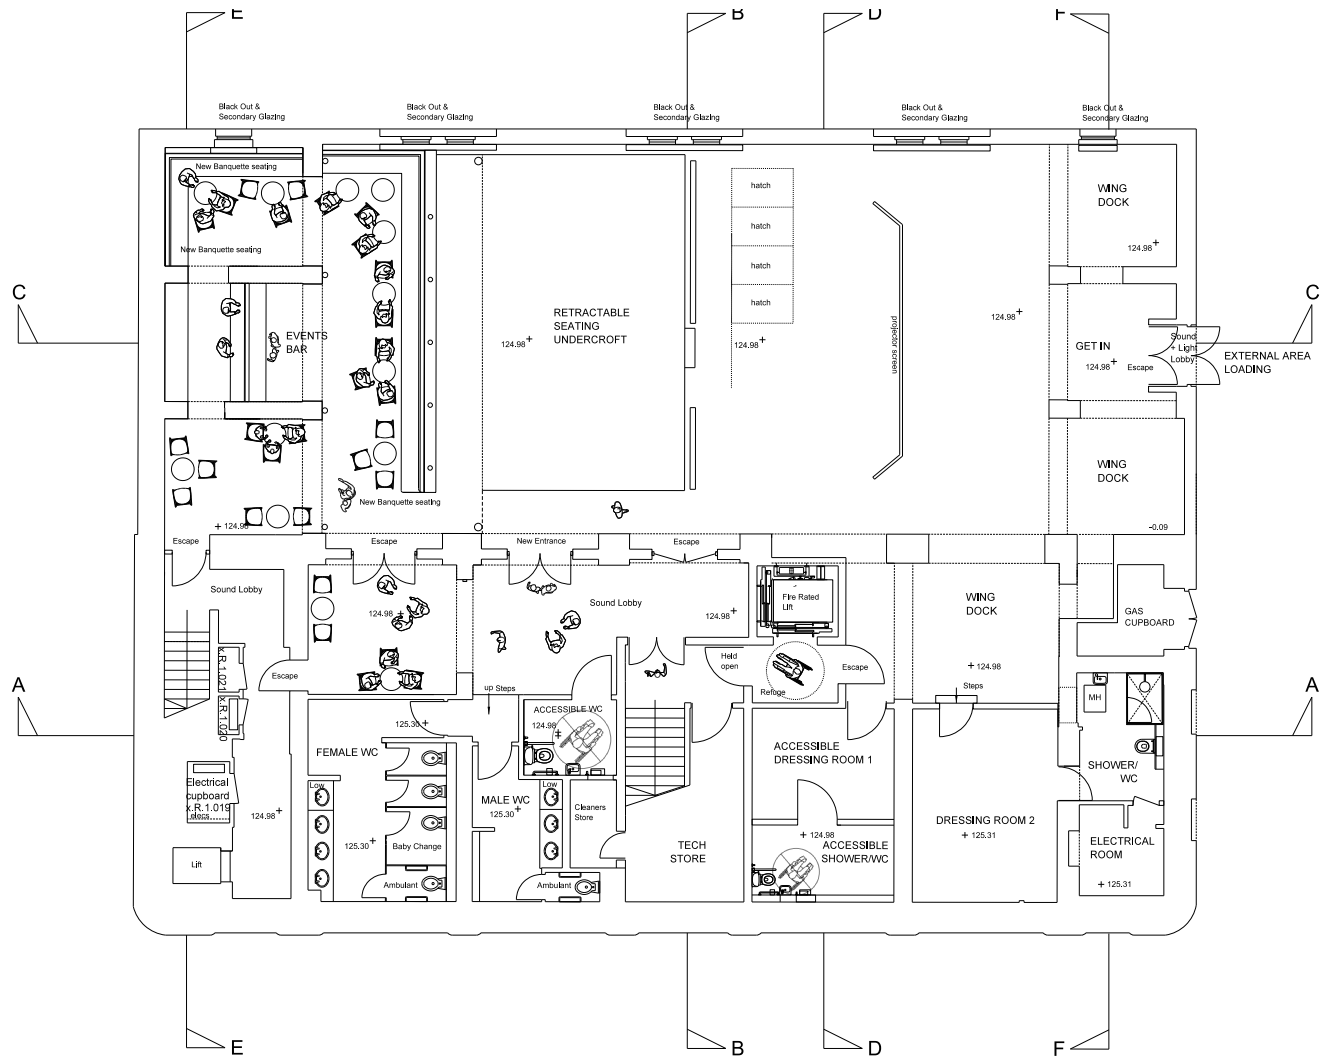 E
B
D
F
Black Out &
Secondary Glazing
Black Out &
Secondary Glazing
Black Out &
Secondary Glazing
Black Out &
Secondary Glazing
Black Out &
Secondary Glazing
New Banquette seating
New Banquette seating
hatch
hatch
hatch
hatch
WING
DOCK
124.98
C
C
EVENTS
BAR
RETRACTABLE
SEATING
UNDERCROFT
124.98
124.98
projector screen
124.98
GET IN
124.98
Escape
Sound
+ Light
Lobby
EXTERNAL AREA
LOADING
WING
DOCK
-0.09
New Banquette seating
124.98
Escape
Escape
New Entrance
Escape
Sound Lobby
124.98
Sound Lobby
124.98
Fire Rated
Lift
WING
DOCK
124.98
GAS
CUPBOARD
x.R.1.021
x.R.1.020
Escape
Held
open
Refuge
Escape
A
A
up Steps
Steps
MH
125.30
ACCESSIBLE WC
124.98
FEMALE WC
ACCESSIBLE
DRESSING ROOM 1
SHOWER/
WC
Electrical
cupboard
x.R.1.019
elecs
124.98
Low
MALE WC
125.30
Low
Cleaners
Store
125.30
Baby Change
TECH
STORE
124.98
ACCESSIBLE
SHOWER/WC
DRESSING ROOM 2
125.31
ELECTRICAL
ROOM
125.31
Lift
Ambulant
Ambulant
E
B
D
F